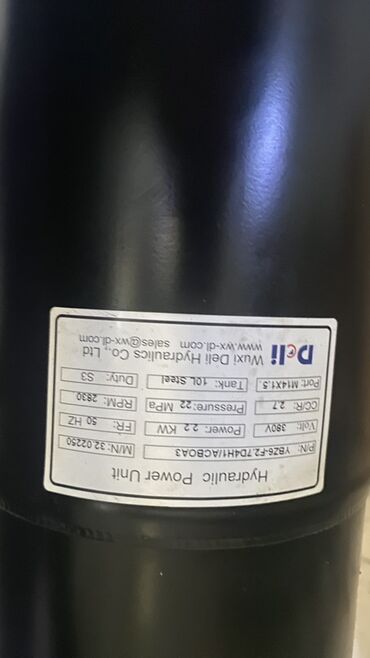 Hydraulic Power Unit
P/N: YBZ6-F2.7D4H1/ACBOA3 M/N: 32.02250
Volt: 380V Power: 2.2 KW FR: 50 HZ
CC/R: 2.7 Pressure: 22 MPa RPM: 2830
Port: M14X1.5 Tank: 10L Steel Duty: S3
Deli Wuxi Deli Hydraulics Co., Ltd
www.wx-dl.com sales@wx-dl.com